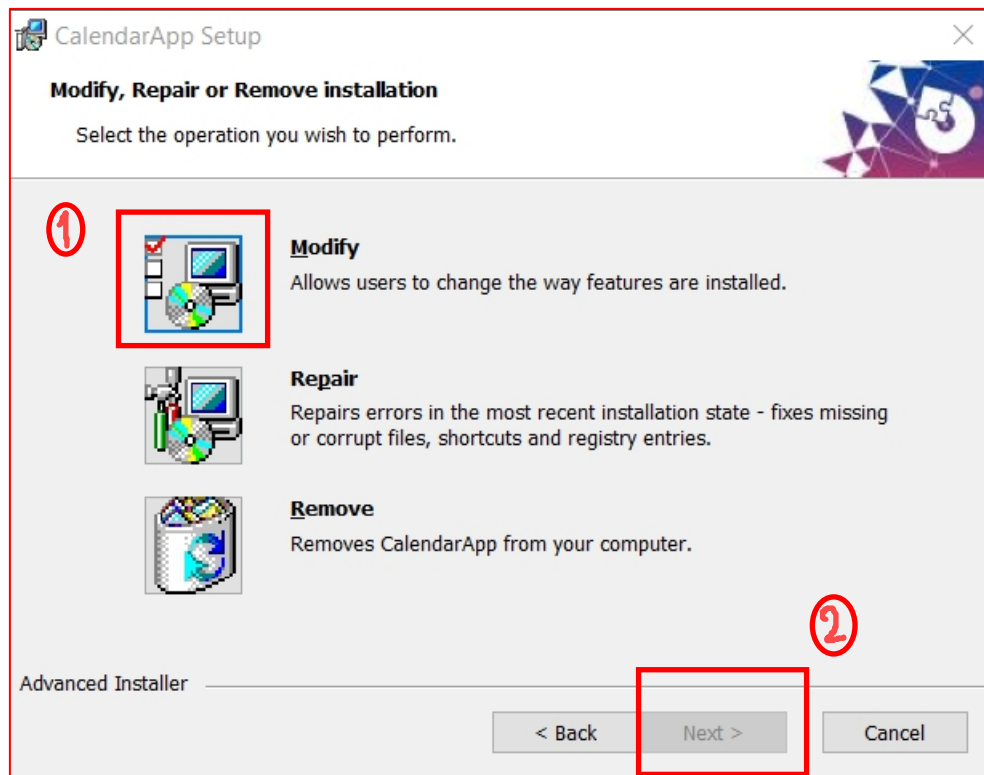 CalendarApp Setup
Modify, Repair or Remove installation
Select the operation you wish to perform.
1
Modify
Allows users to change the way features are installed.
Repair
Repairs errors in the most recent installation state - fixes missing
or corrupt files, shortcuts and registry entries.
Remove
Removes CalendarApp from your computer.
2
Advanced Installer
< Back
Next >
Cancel